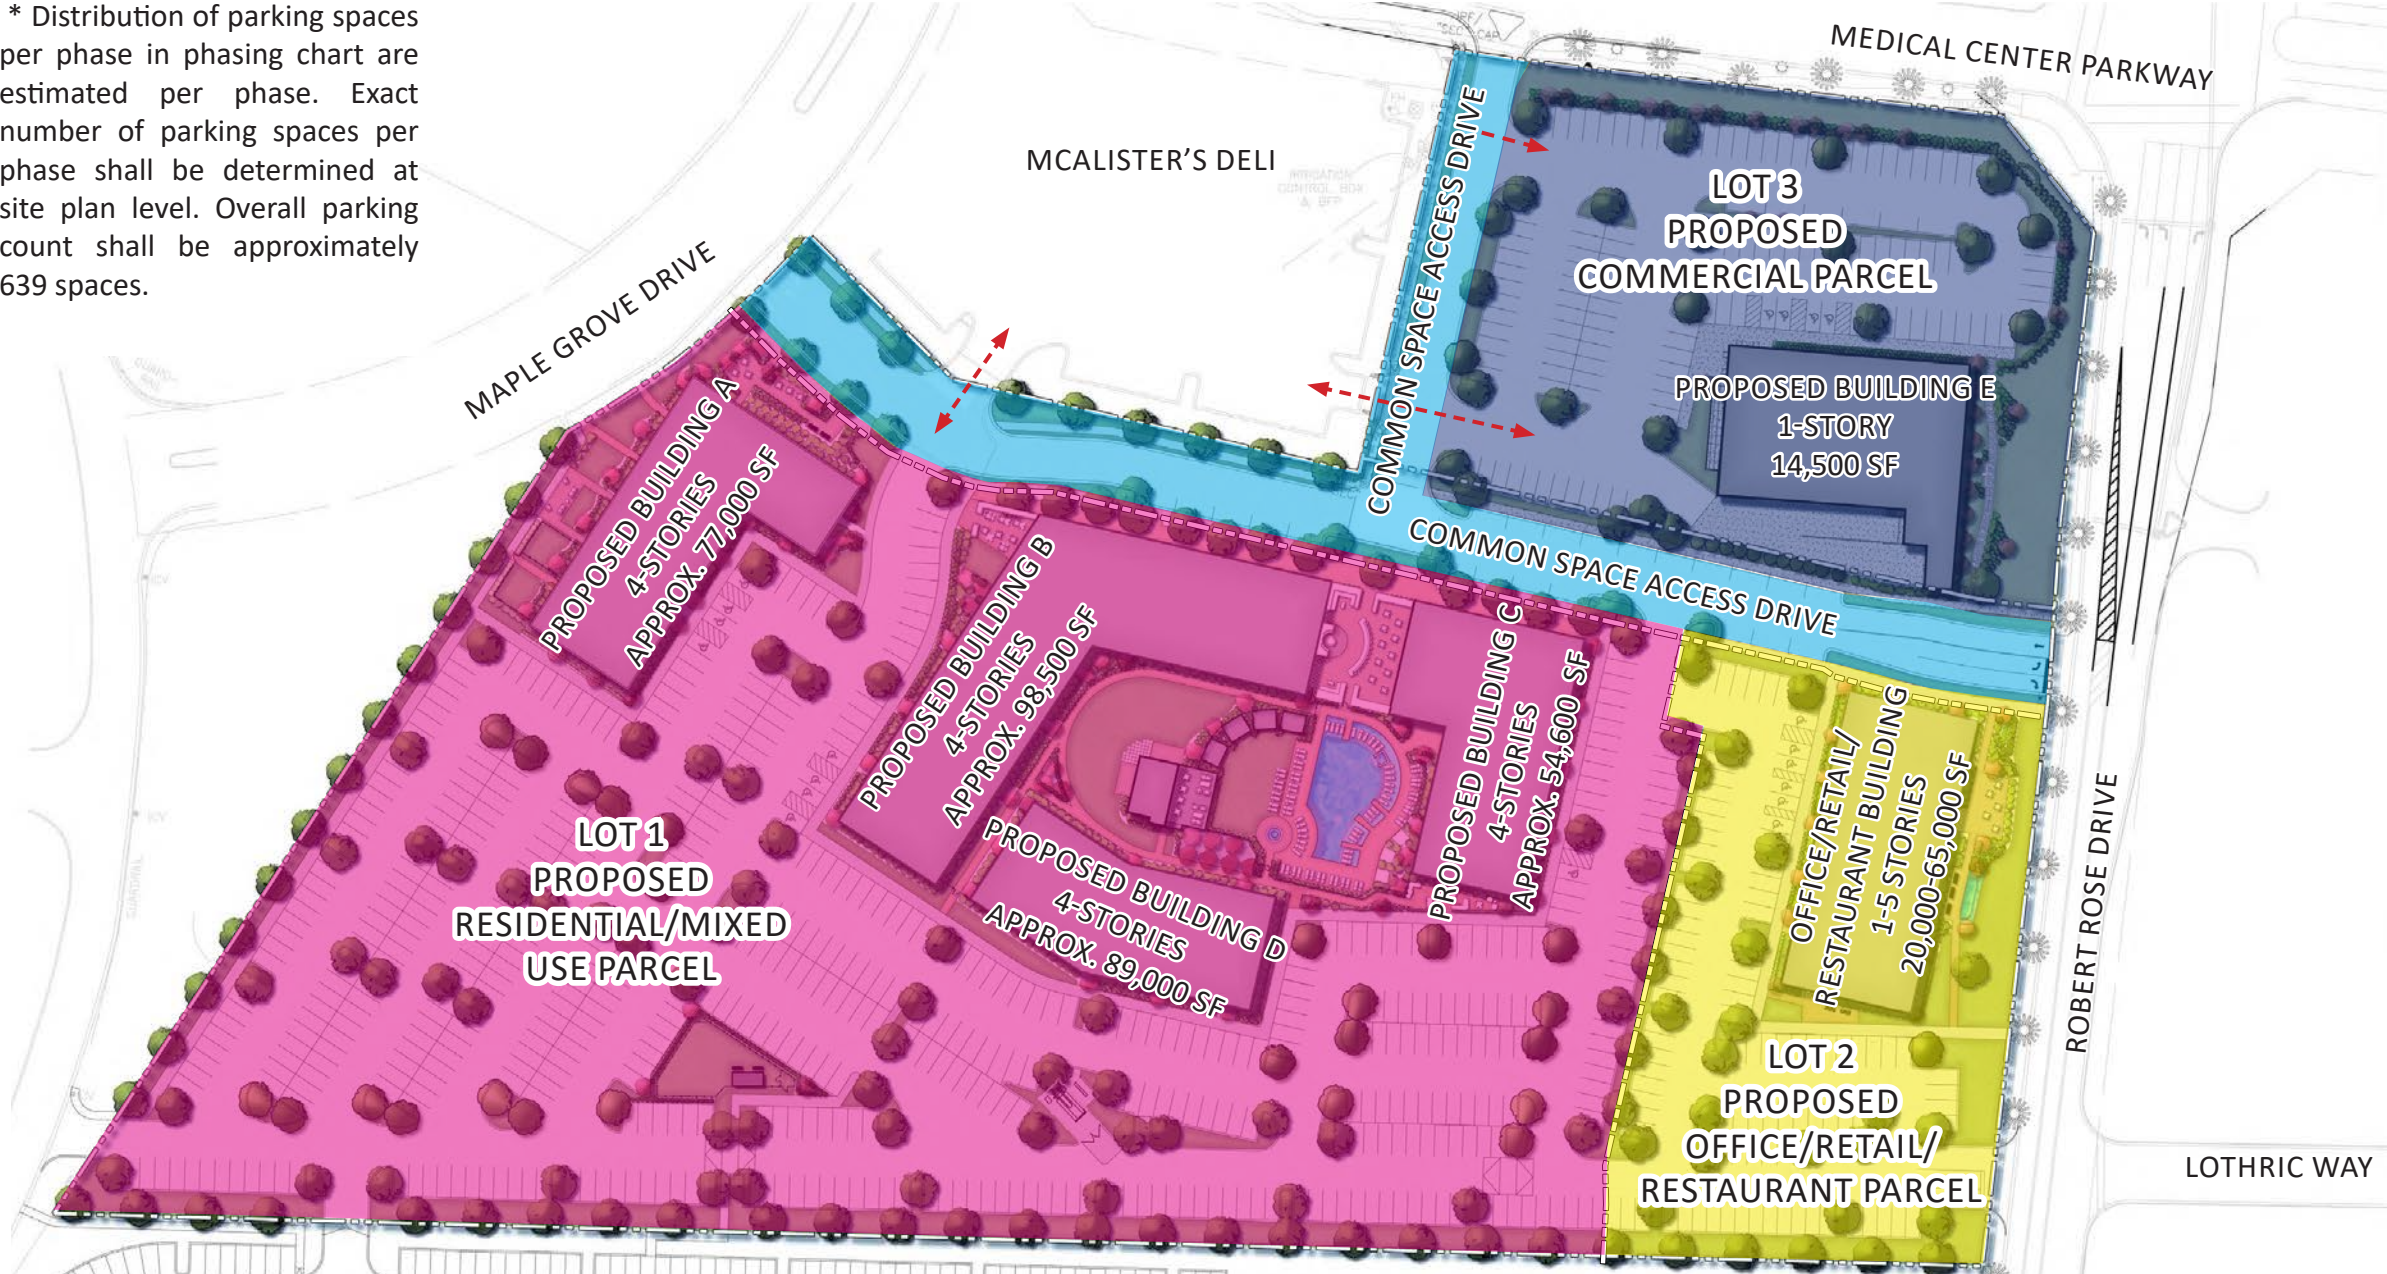 * Distribution of parking spaces
per phase in phasing chart are
estimated per phase. Exact
number of parking spaces per
phase shall be determined at
site plan level. Overall parking
count shall be approximately
639 spaces.
MEDICAL CENTER PARKWAY
MCALISTER'S DELI
IRRIGATION
CONTROL BOX
MAPLE GROVE DRIVE
COMMON SPACE ACCESS DRIVE
LOT 3
PROPOSED
COMMERCIAL PARCEL
PROPOSED BUILDING E
1-STORY
14,500 SF
COMMON SPACE ACCESS DRIVE
PROPOSED BUILDING A
4-STORIES
APPROX. 77,000 SF
PROPOSED BUILDING B
4-STORIES
APPROX. 98,500 SF
PROPOSED BUILDING C
4-STORIES
APPROX. 54,600 SF
PROPOSED BUILDING D
4-STORIES
APPROX. 89,000 SF
OFFICE/RETAIL/
RESTAURANT BUILDING
1-5 STORIES
20,000-65,000 SF
ROBERT ROSE DRIVE
LOT 1
PROPOSED
RESIDENTIAL/MIXED
USE PARCEL
LOT 2
PROPOSED
OFFICE/RETAIL/
RESTAURANT PARCEL
LOTHRIC WAY